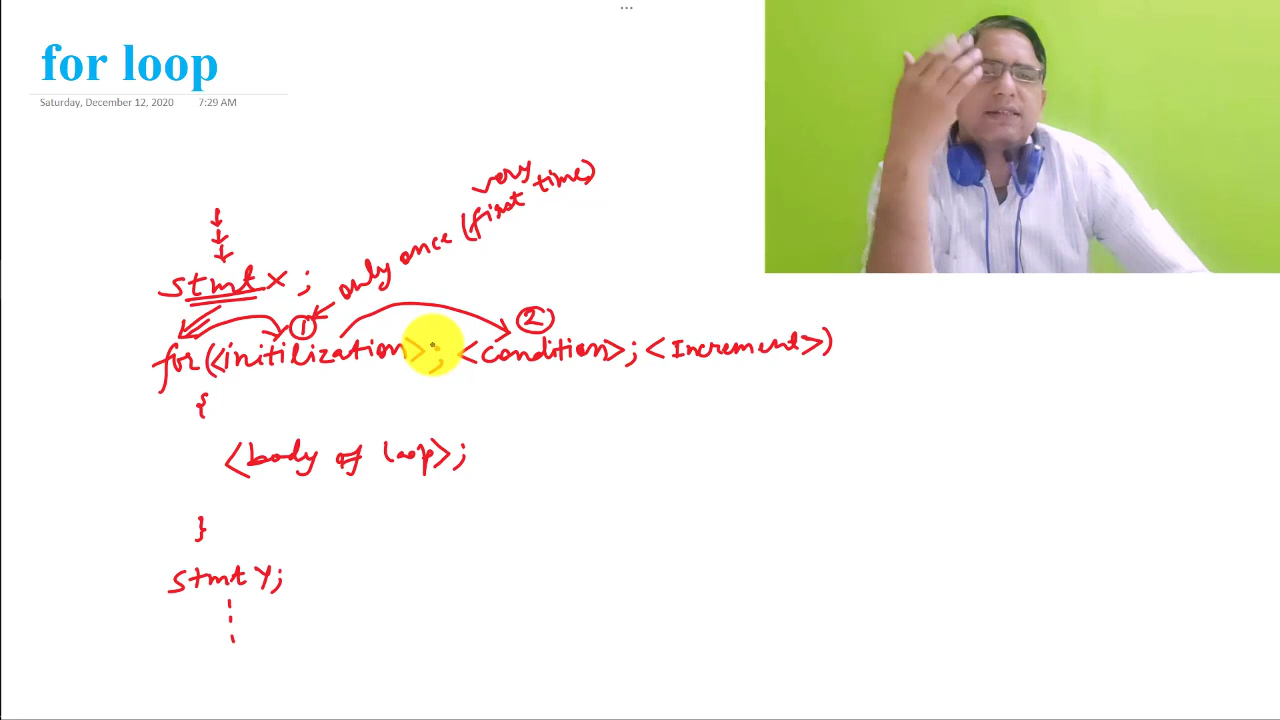 for loop
Saturday, December 12, 2020 7:29 AM
very
only once (first time)
stmt x ;
1 2
for (<initilization> ; <condition> ; <Increment>)
{
<body of loop>;
}
stmt Y;